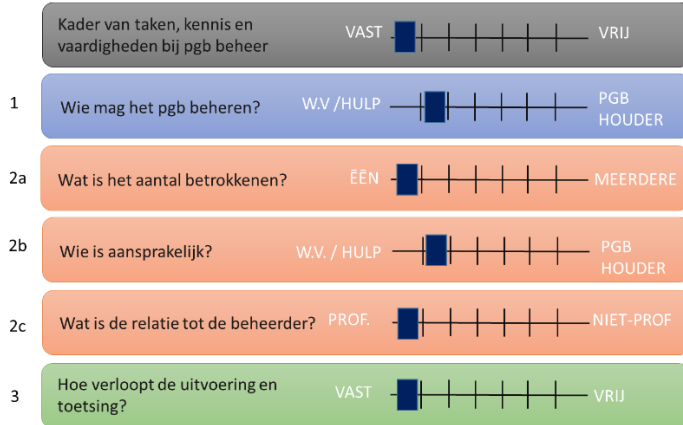 Kader van taken, kennis en
vaardigheden bij pgb beheer
VAST
VRIJ
1
Wie mag het pgb beheren?
W.V /HULP
PGB
HOUDER
2a
Wat is het aantal betrokkenen?
ĒĒN
MEERDERE
2b
Wie is aansprakelijk?
W.V. / HULP
PGB
HOUDER
2c
Wat is de relatie tot de beheerder?
PROF.
NIET-PROF
3
Hoe verloopt de uitvoering en
toetsing?
VAST
VRIJ